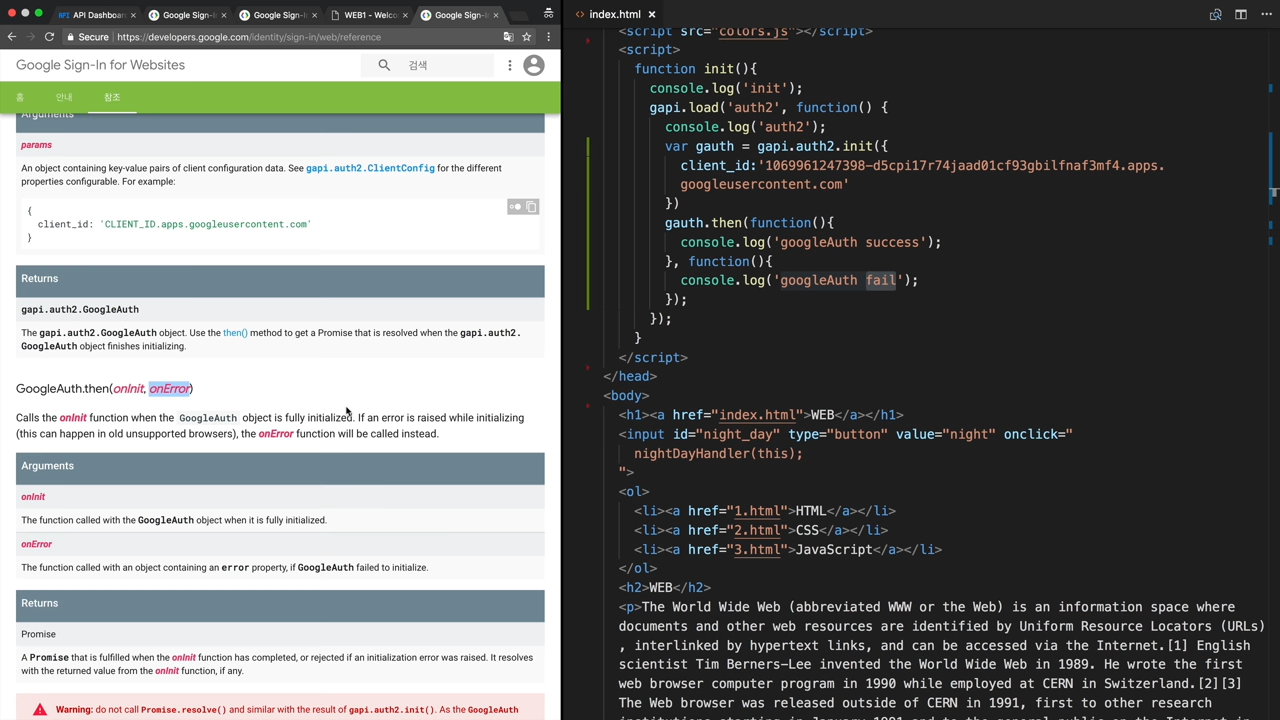 API Dashboar
Google Sign-I
Google Sign-In
WEB1 - Welco
Google Sign-I
Secure | https://developers.google.com/identity/sign-in/web/reference
Google Sign-In for Websites
검색
홈
안내
참조
Arguments
params
An object containing key-value pairs of client configuration data. See gapi.auth2.ClientConfig for the different
properties configurable. For example:
{
client_id: 'CLIENT_ID.apps.googleusercontent.com'
}
Returns
gapi.auth2.GoogleAuth
The gapi.auth2.GoogleAuth object. Use the then() method to get a Promise that is resolved when the gapi.auth2.
GoogleAuth object finishes initializing.
GoogleAuth.then(onInit, onError)
Calls the onInit function when the GoogleAuth object is fully initialized. If an error is raised while initializing
(this can happen in old unsupported browsers), the onError function will be called instead.
Arguments
onInit
The function called with the GoogleAuth object when it is fully initialized.
onError
The function called with an object containing an error property, if GoogleAuth failed to initialize.
Returns
Promise
A Promise that is fulfilled when the onInit function has completed, or rejected if an initialization error was raised. It resolves
with the returned value from the onInit function, if any.
Warning: do not call Promise.resolve() and similar with the result of gapi.auth2.init(). As the GoogleAuth
index.html
<script src="colors.js"></script>
<script>
function init(){
console.log('init');
gapi.load('auth2', function() {
console.log('auth2');
var gauth = gapi.auth2.init({
client_id:'1069961247398-d5cpi17r74jaad01cf93gbilfnaf3mf4.apps.
googleusercontent.com'
})
gauth.then(function(){
console.log('googleAuth success');
}, function(){
console.log('googleAuth fail');
});
});
}
</script>
</head>
<body>
<h1><a href="index.html">WEB</a></h1>
<input id="night_day" type="button" value="night" onclick="
nightDayHandler(this);
">
<ol>
<li><a href="1.html">HTML</a></li>
<li><a href="2.html">CSS</a></li>
<li><a href="3.html">JavaScript</a></li>
</ol>
<h2>WEB</h2>
<p>The World Wide Web (abbreviated WWW or the Web) is an information space where
documents and other web resources are identified by Uniform Resource Locators (URLs)
, interlinked by hypertext links, and can be accessed via the Internet.[1] English
scientist Tim Berners-Lee invented the World Wide Web in 1989. He wrote the first
web browser computer program in 1990 while employed at CERN in Switzerland.[2][3]
The Web browser was released outside of CERN in 1991, first to other research